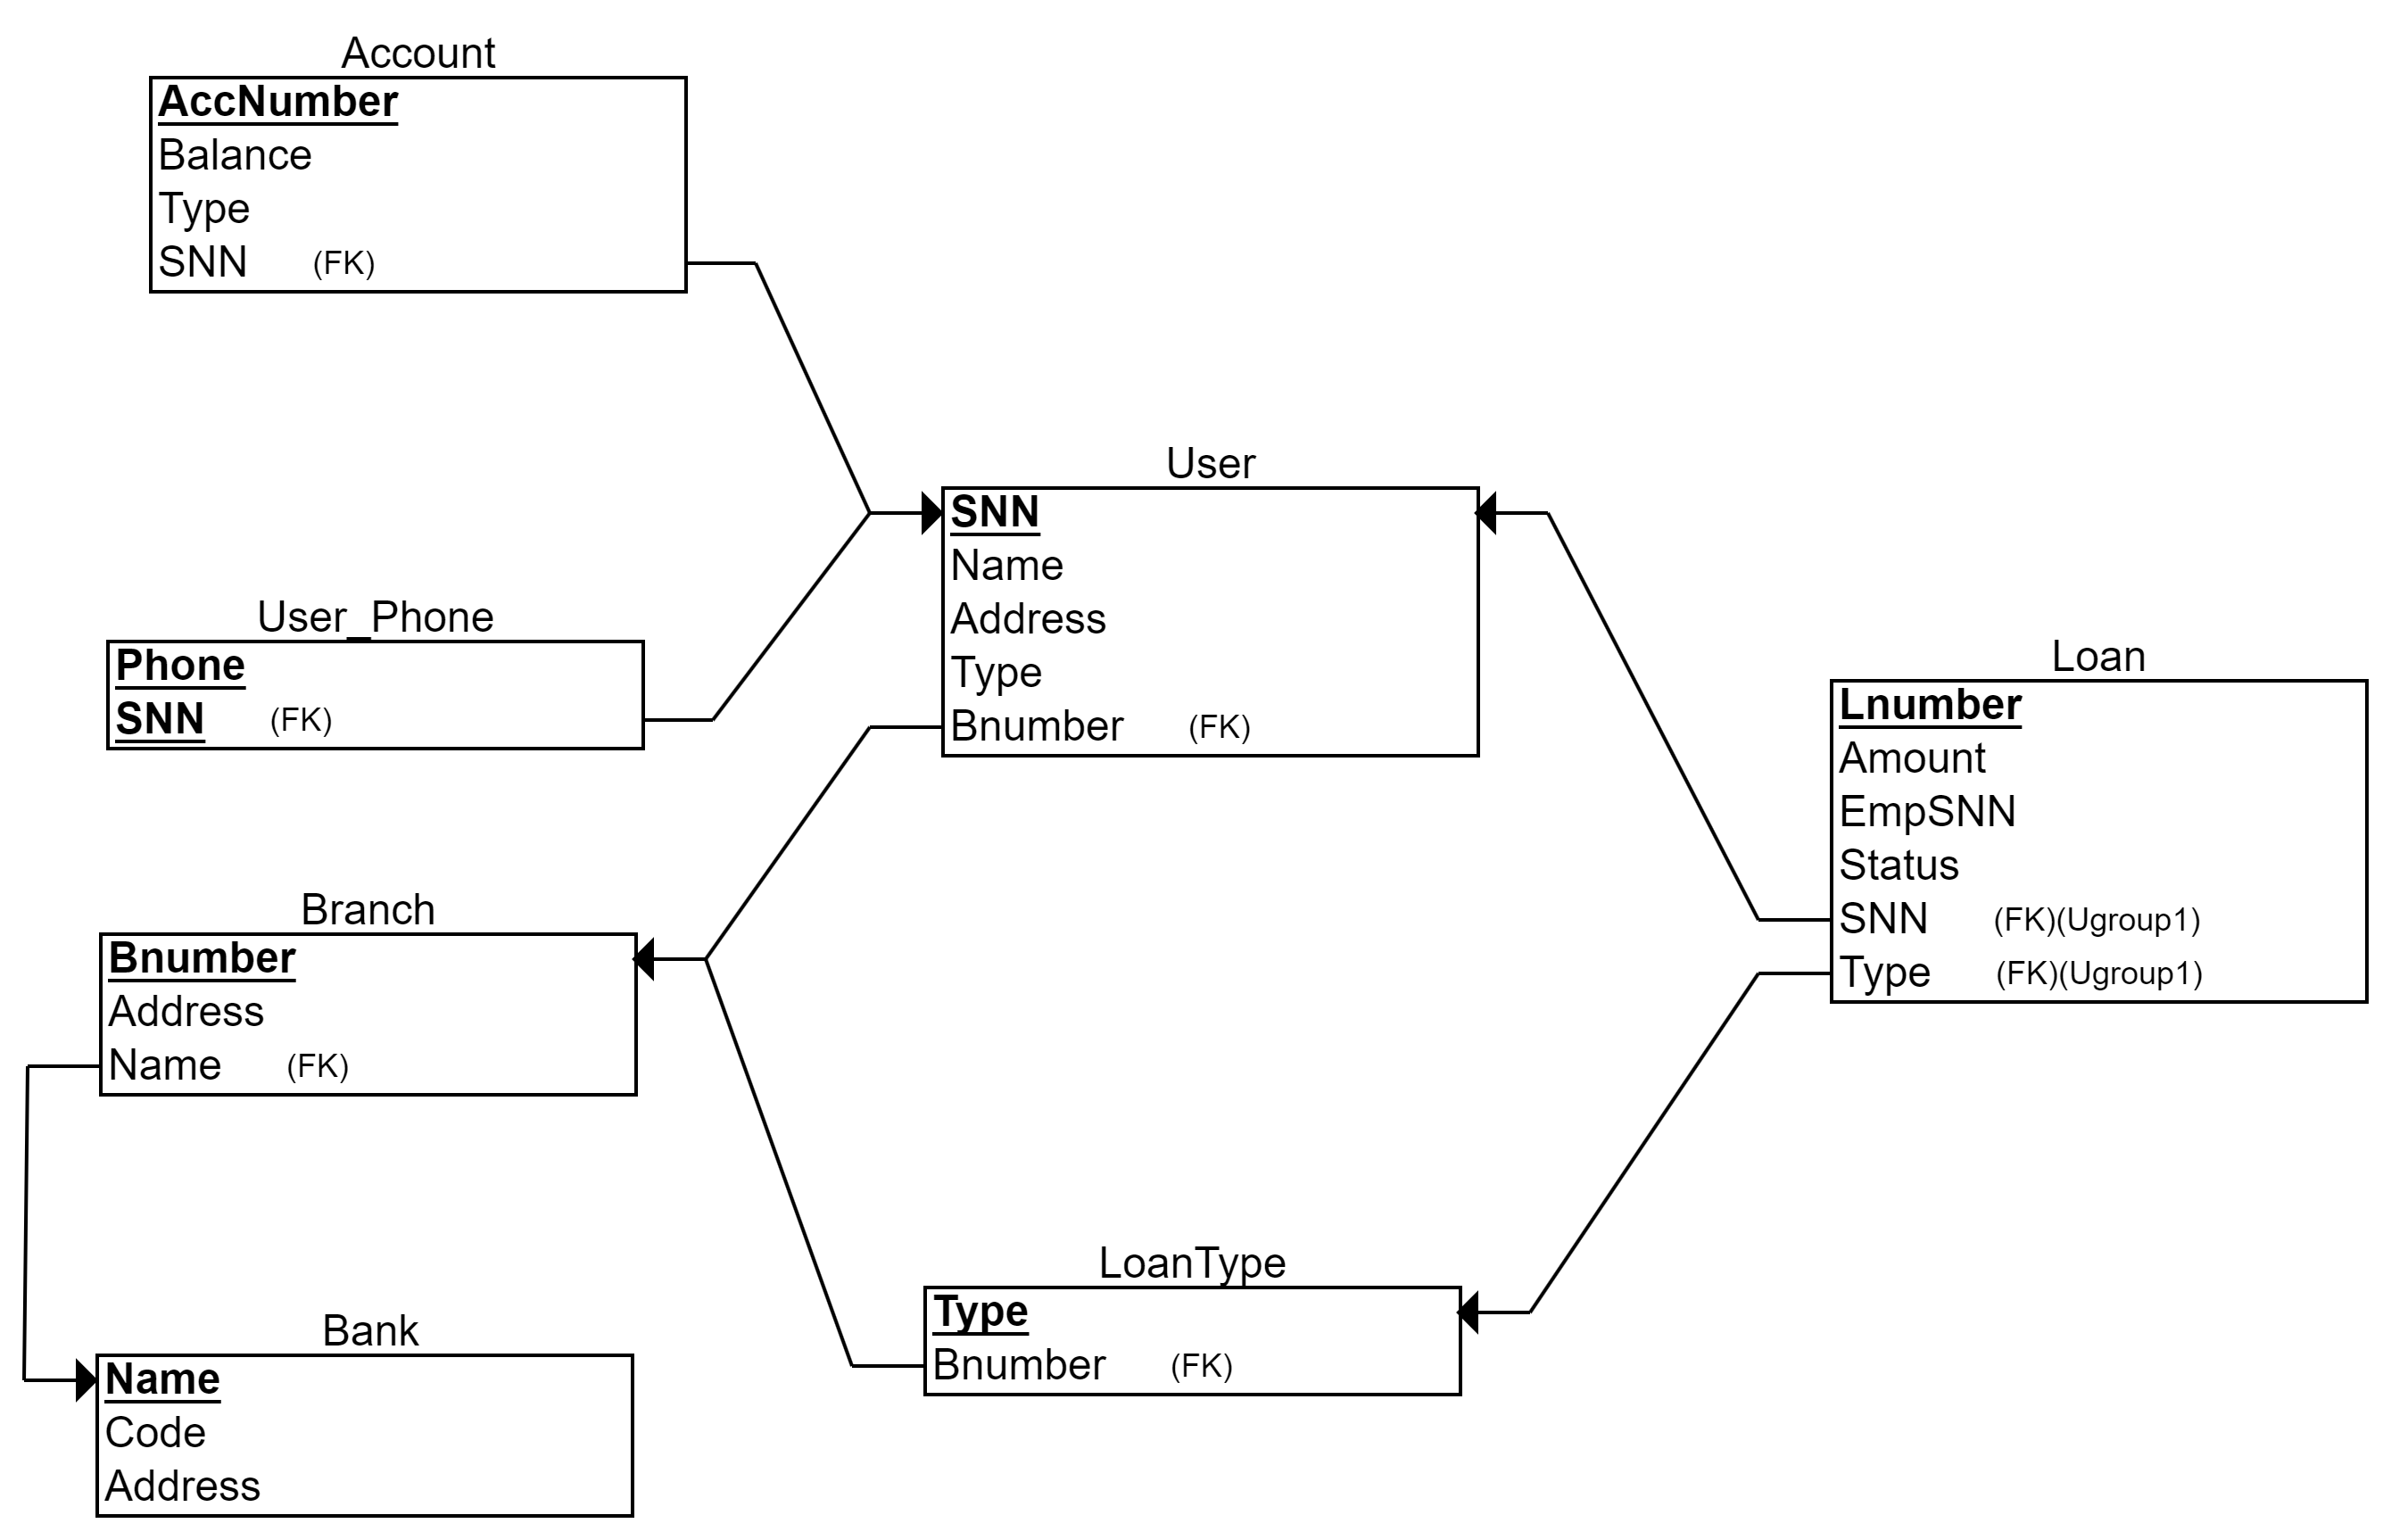 Account
AccNumber
Balance
Type
SNN (FK)
User_Phone
Phone
SNN (FK)
Branch
Bnumber
Address
Name (FK)
Bank
Name
Code
Address
User
SNN
Name
Address
Type
Bnumber (FK)
LoanType
Type
Bnumber (FK)
Loan
Lnumber
Amount
EmpSNN
Status
SNN (FK)(Ugroup1)
Type (FK)(Ugroup1)